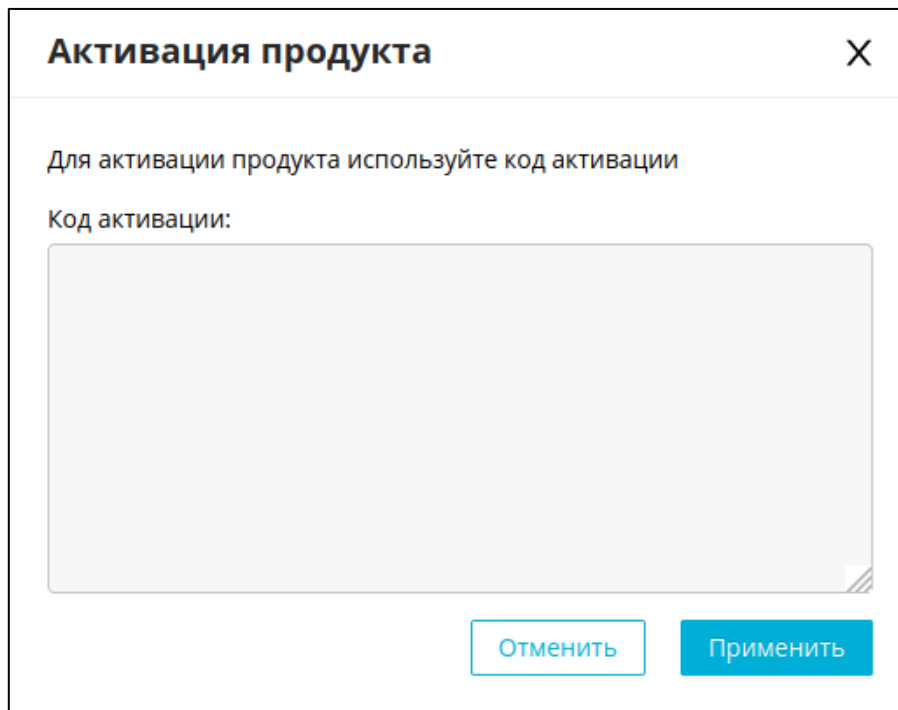 Активация продукта
Для активации продукта используйте код активации
Код активации:
Отменить Применить